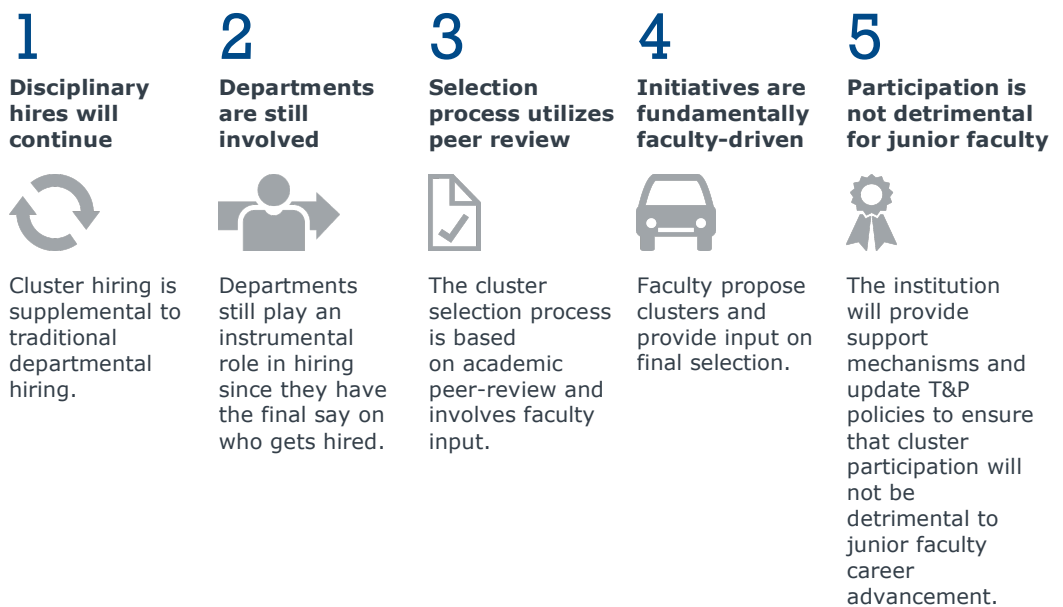 1
Disciplinary
hires will
continue
Cluster hiring is
supplemental to
traditional
departmental
hiring.
2
Departments
are still
involved
Departments
still play an
instrumental
role in hiring
since they have
the final say on
who gets hired.
3
Selection
process utilizes
peer review
The cluster
selection process
is based
on academic
peer-review and
involves faculty
input.
4
Initiatives are
fundamentally
faculty-driven
Faculty propose
clusters and
provide input on
final selection.
5
Participation is
not detrimental
for junior faculty
The institution
will provide
support
mechanisms and
update T&P
policies to ensure
that cluster
participation will
not be
detrimental to
junior faculty
career
advancement.